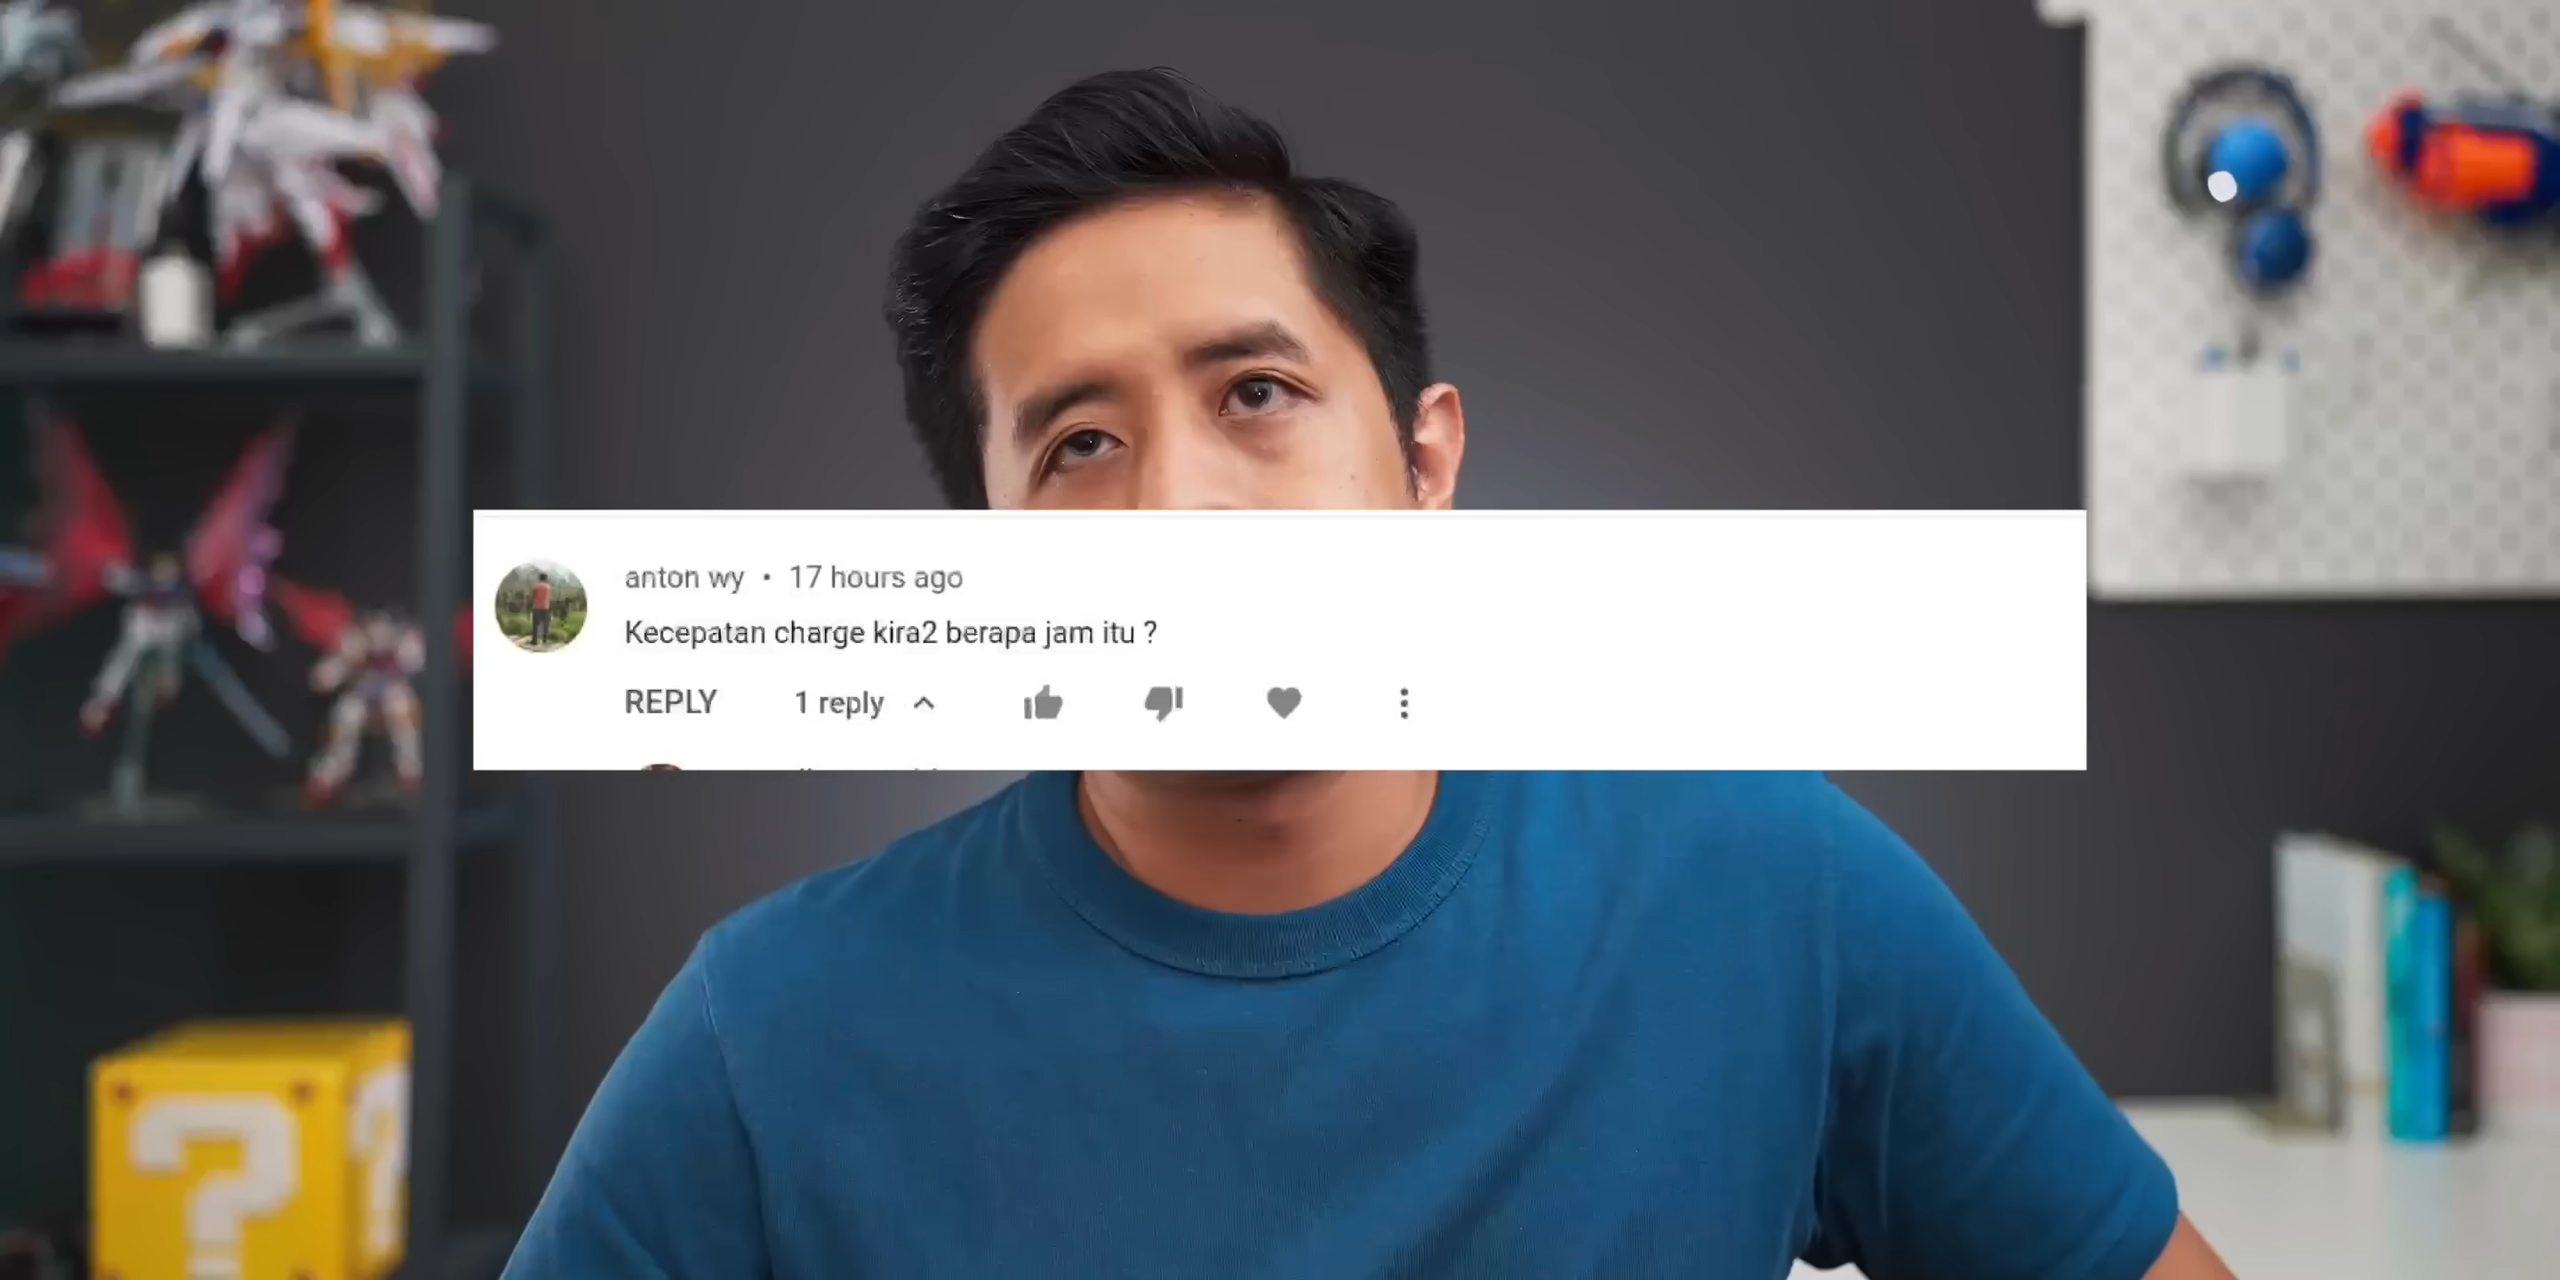 anton wy • 17 hours ago
Kecepatan charge kira2 berapa jam itu ?
REPLY 1 reply
?